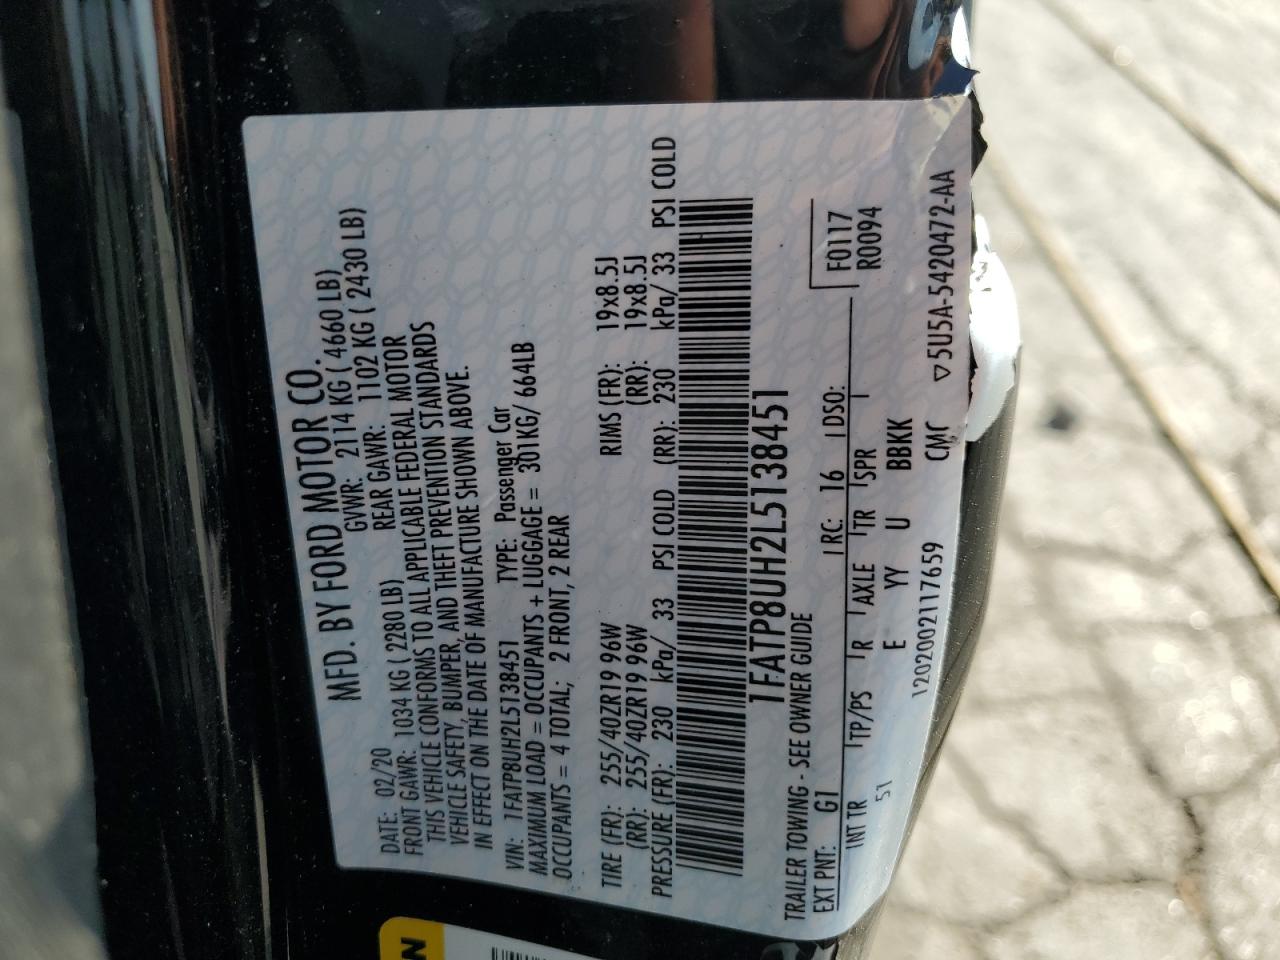 MFD. BY FORD MOTOR CO.
DATE: 02/20 GVWR: 2114 KG ( 4660 LB)
FRONT GAWR: 1034 KG ( 2280 LB) REAR GAWR: 1102 KG ( 2430 LB)
THIS VEHICLE CONFORMS TO ALL APPLICABLE FEDERAL MOTOR
VEHICLE SAFETY, BUMPER, AND THEFT PREVENTION STANDARDS
IN EFFECT ON THE DATE OF MANUFACTURE SHOWN ABOVE.
VIN: 1FATP8UH2L5138451 TYPE: Passenger Car
MAXIMUM LOAD = OCCUPANTS + LUGGAGE = 301KG/ 664LB
OCCUPANTS = 4 TOTAL; 2 FRONT, 2 REAR
TIRE (FR): 255/40ZR19 96W RIMS (FR): 19x8.5J
(RR): 255/40ZR19 96W (RR): 19x8.5J
PRESSURE (FR): 230 kPa/ 33 PSI COLD (RR): 230 kPa/ 33 PSI COLD
1FATP8UH2L5138451
TRAILER TOWING - SEE OWNER GUIDE
F0117
EXT PNT: G1 RC: 16 DSO: R0094
INT TR TP/PS R AXLE TR SPR
51 E YY U BBKK
1202002117659 CMC ▽5U5A-5420472-AA
N